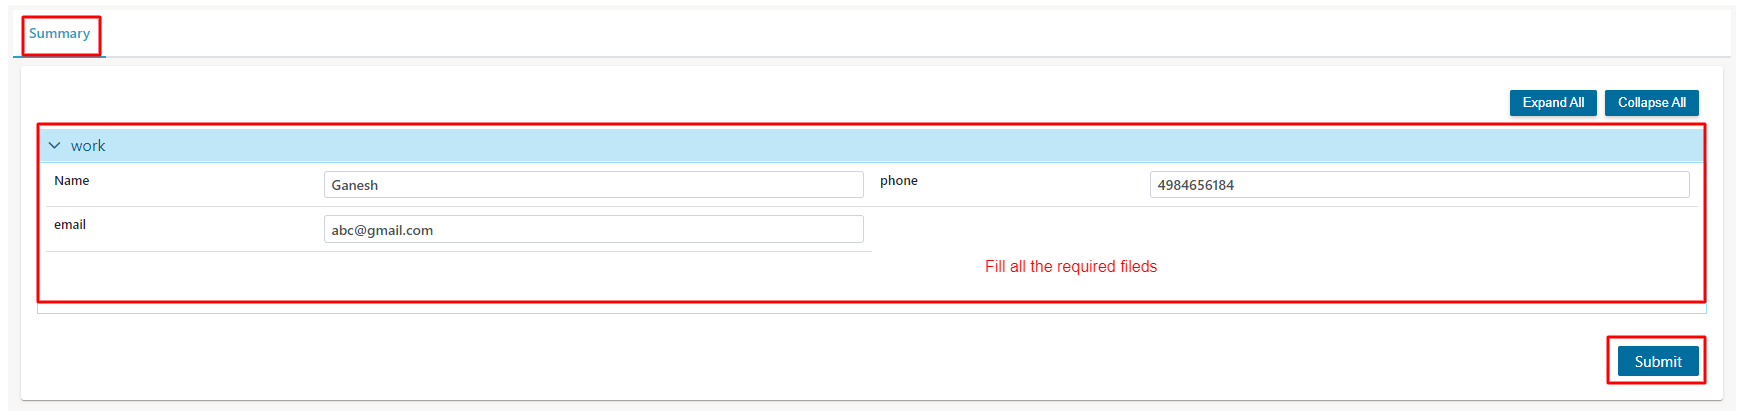 Summary
Expand All Collapse All
work
Name Ganesh phone 4984656184
email abc@gmail.com
Fill all the required fileds
Submit